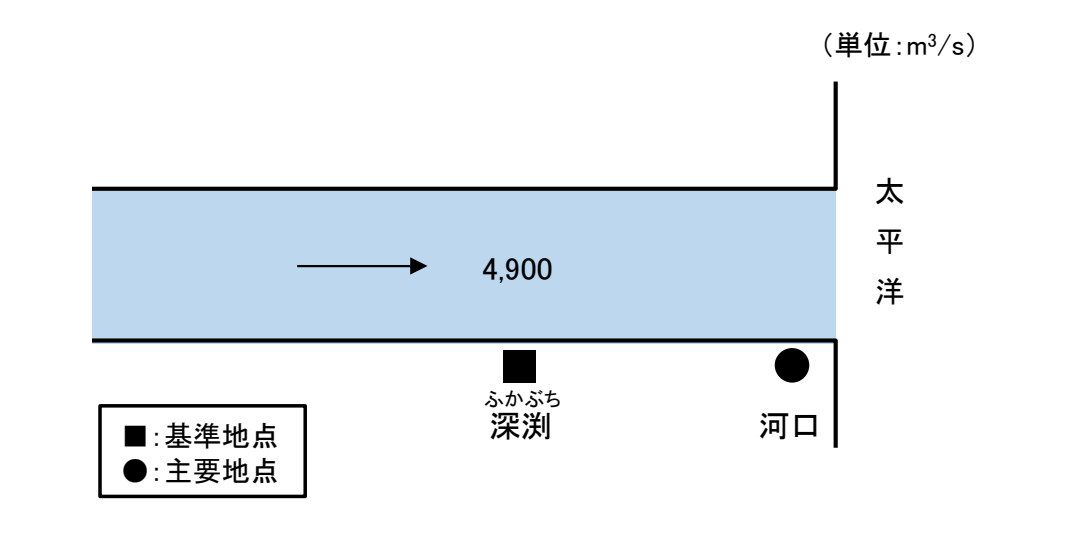 （単位：m³/s）
太平洋
4,900
ふかぶち
深渕
河口
■：基準地点
●：主要地点